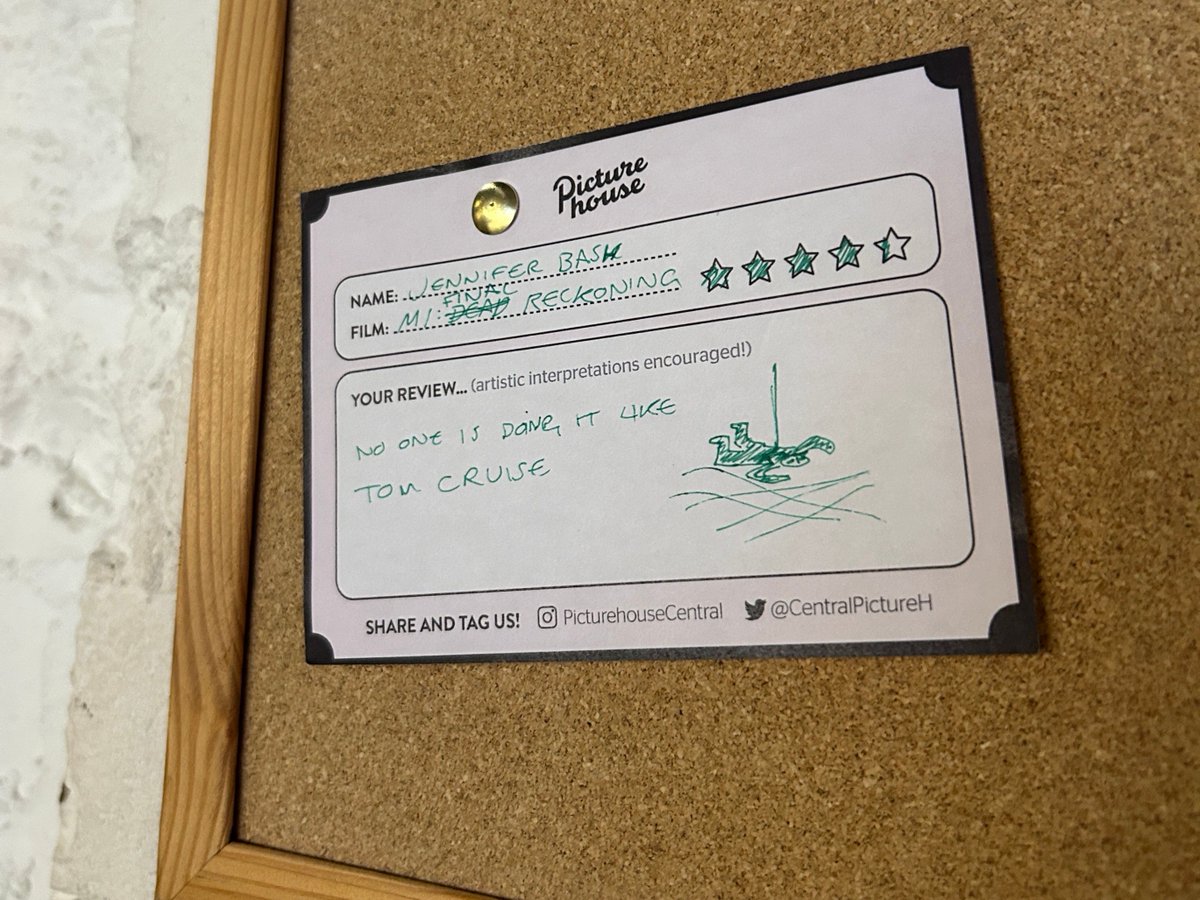 Picture
house
NAME: JENNIFER BASH
FINAL
FILM: MI: DEAD RECKONING
YOUR REVIEW... (artistic interpretations encouraged!)
NO ONE IS DOING IT LIKE
TOM CRUISE
SHARE AND TAG US! PicturehouseCentral @CentralPictureH